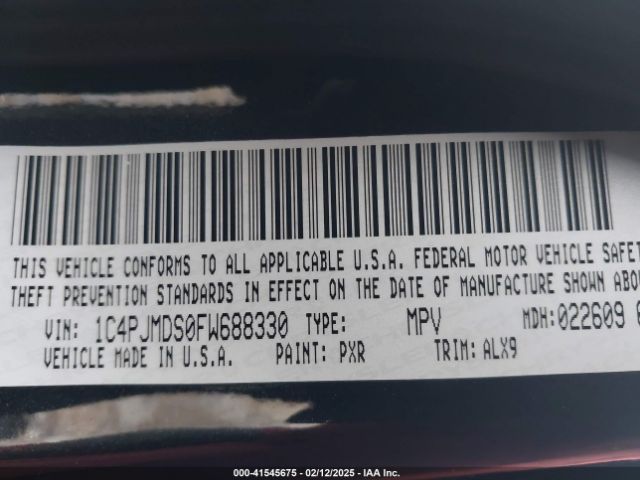 THIS VEHICLE CONFORMS TO ALL APPLICABLE U.S.A. FEDERAL MOTOR VEHICLE SAFET
THEFT PREVENTION STANDARDS IN EFFECT ON THE DATE OF MANUFACTURE SHOWN ABO
VIN: 1C4PJMDS0FW688330 TYPE: MPV MDH:022609
VEHICLE MADE IN U.S.A. PAINT: PXR TRIM: ALX9
000-41545675 - 02/12/2025 - IAA Inc.